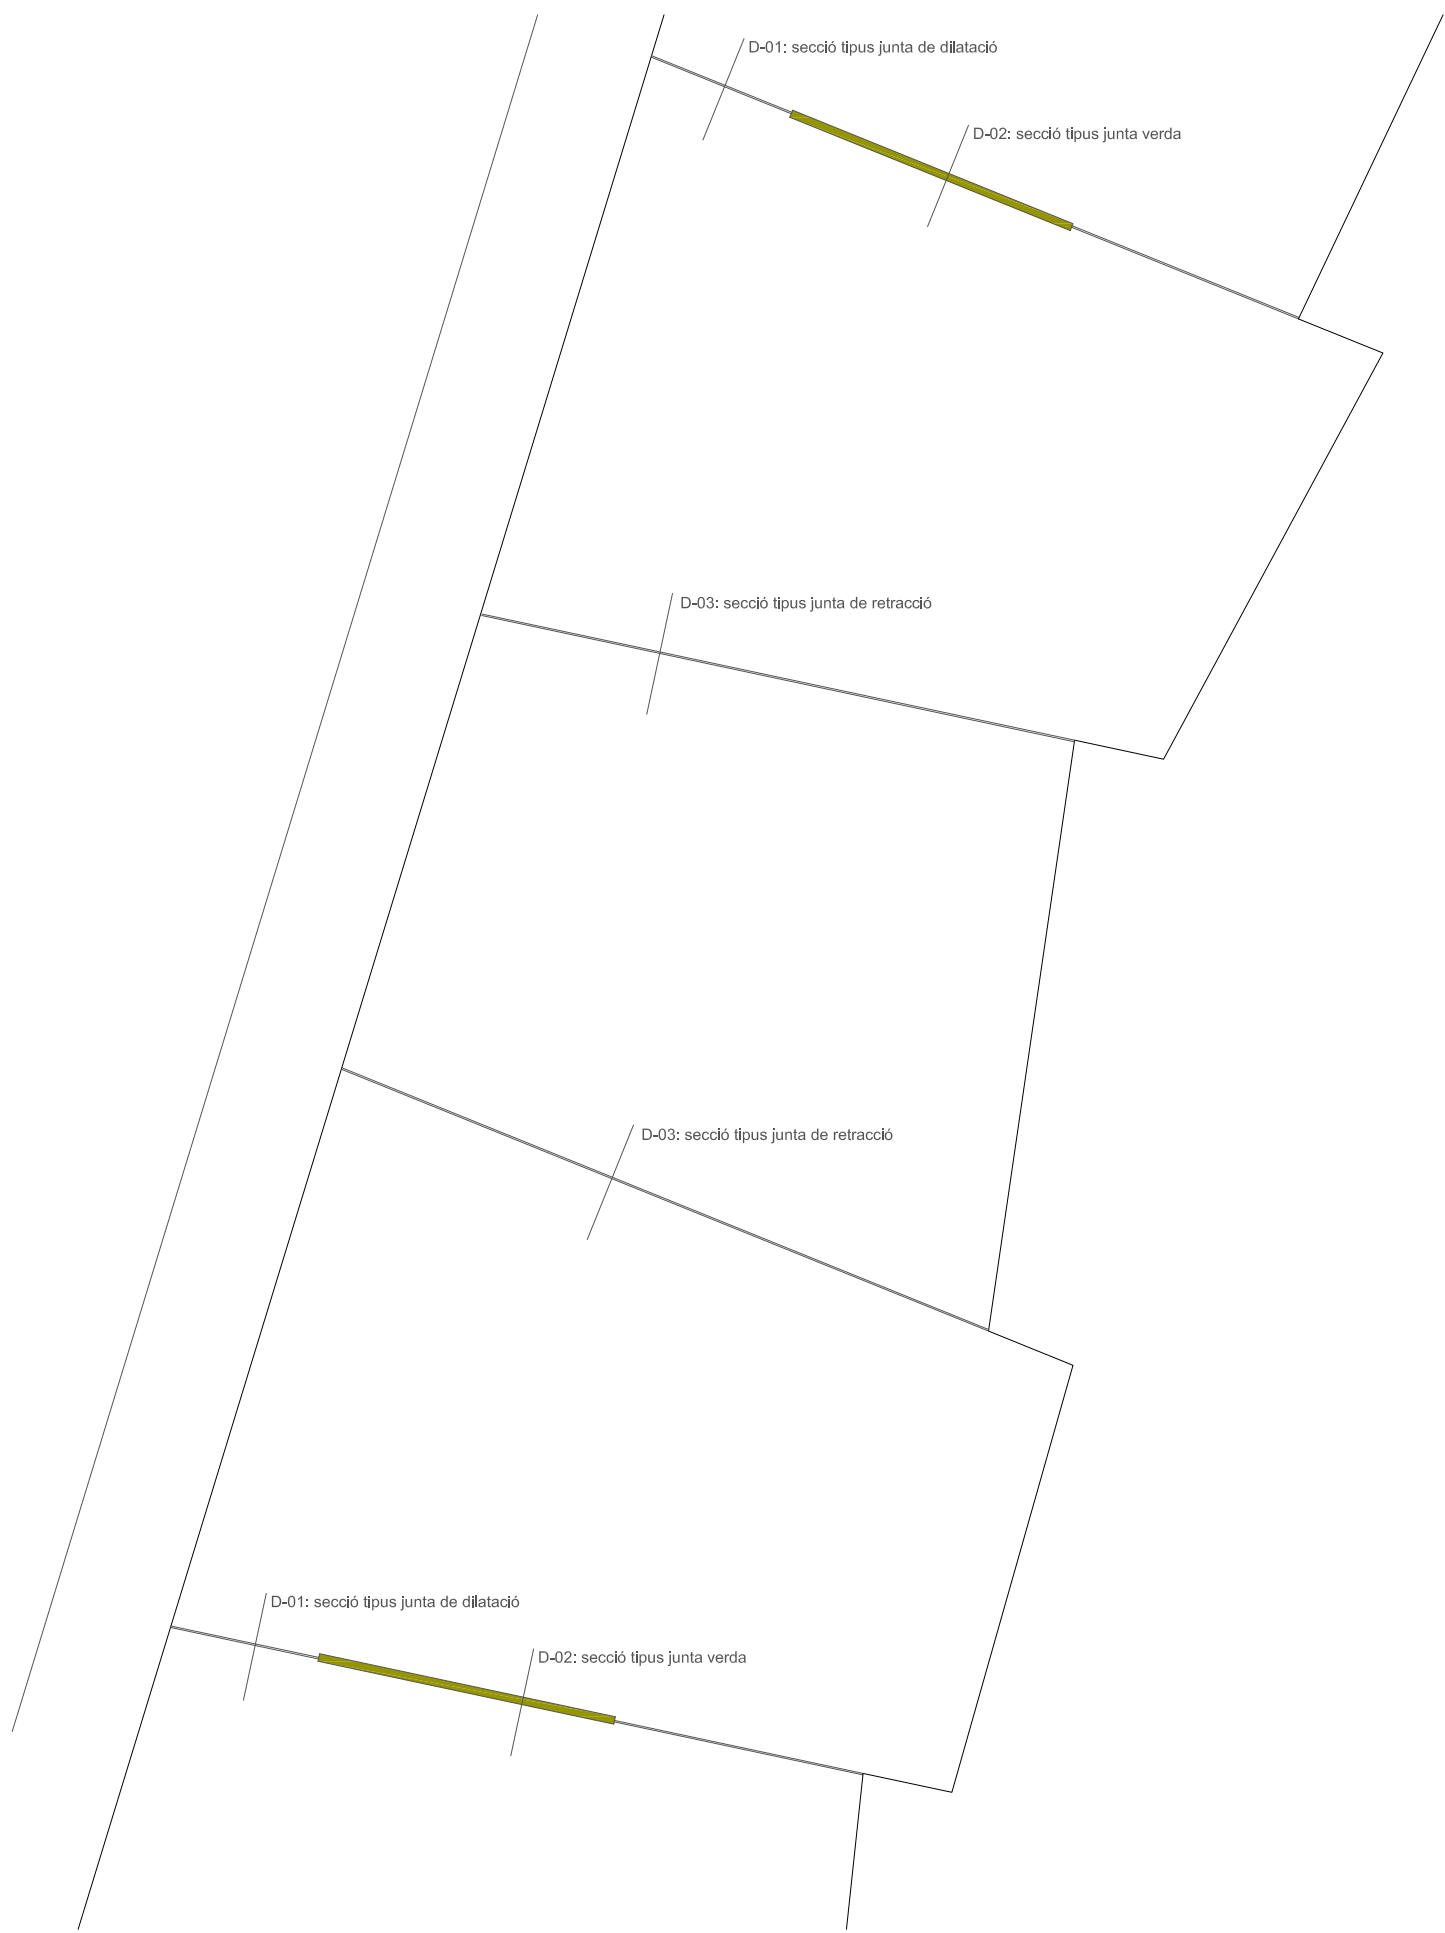 D-01: secció tipus junta de dilatació
D-02: secció tipus junta verda
D-03: secció tipus junta de retracció
D-03: secció tipus junta de retracció
D-01: secció tipus junta de dilatació
D-02: secció tipus junta verda